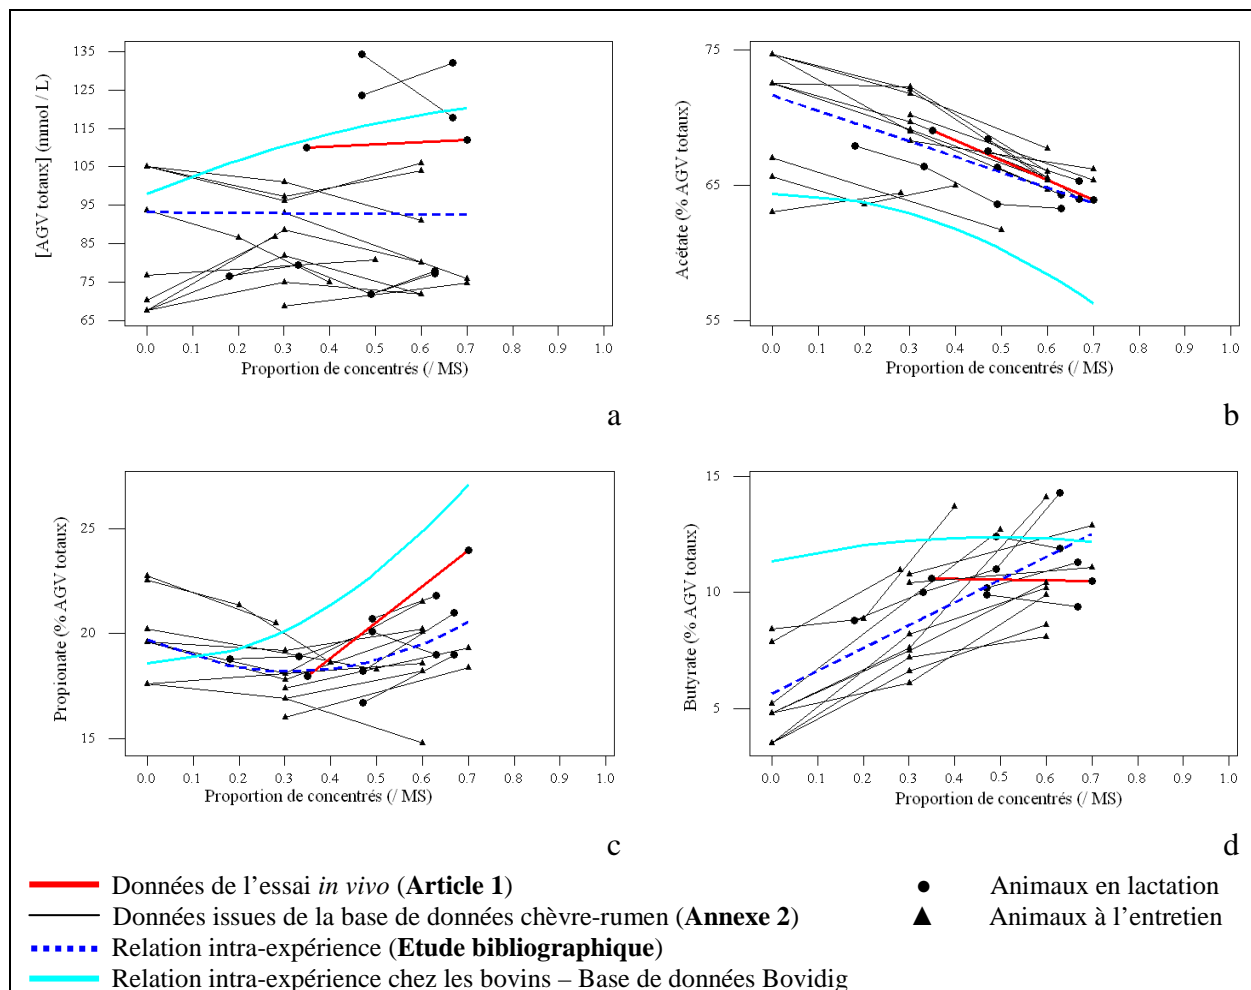 [AGV totaux] (mmol / L)
135
125
115
105
95
85
75
65
0.0 0.1 0.2 0.3 0.4 0.5 0.6 0.7 0.8 0.9 1.0
Proportion de concentrés (/ MS)
a
Acétate (% AGV totaux)
75
65
55
0.0 0.1 0.2 0.3 0.4 0.5 0.6 0.7 0.8 0.9 1.0
Proportion de concentrés (/ MS)
b
Propionate (% AGV totaux)
25
20
15
0.0 0.1 0.2 0.3 0.4 0.5 0.6 0.7 0.8 0.9 1.0
Proportion de concentrés (/ MS)
c
Butyrate (% AGV totaux)
15
10
5
0.0 0.1 0.2 0.3 0.4 0.5 0.6 0.7 0.8 0.9 1.0
Proportion de concentrés (/ MS)
d
Données de l’essai in vivo (Article 1)
Données issues de la base de données chèvre-rumen (Annexe 2)
Relation intra-expérience (Etude bibliographique)
Relation intra-expérience chez les bovins – Base de données Bovidig
Animaux en lactation
Animaux à l’entretien